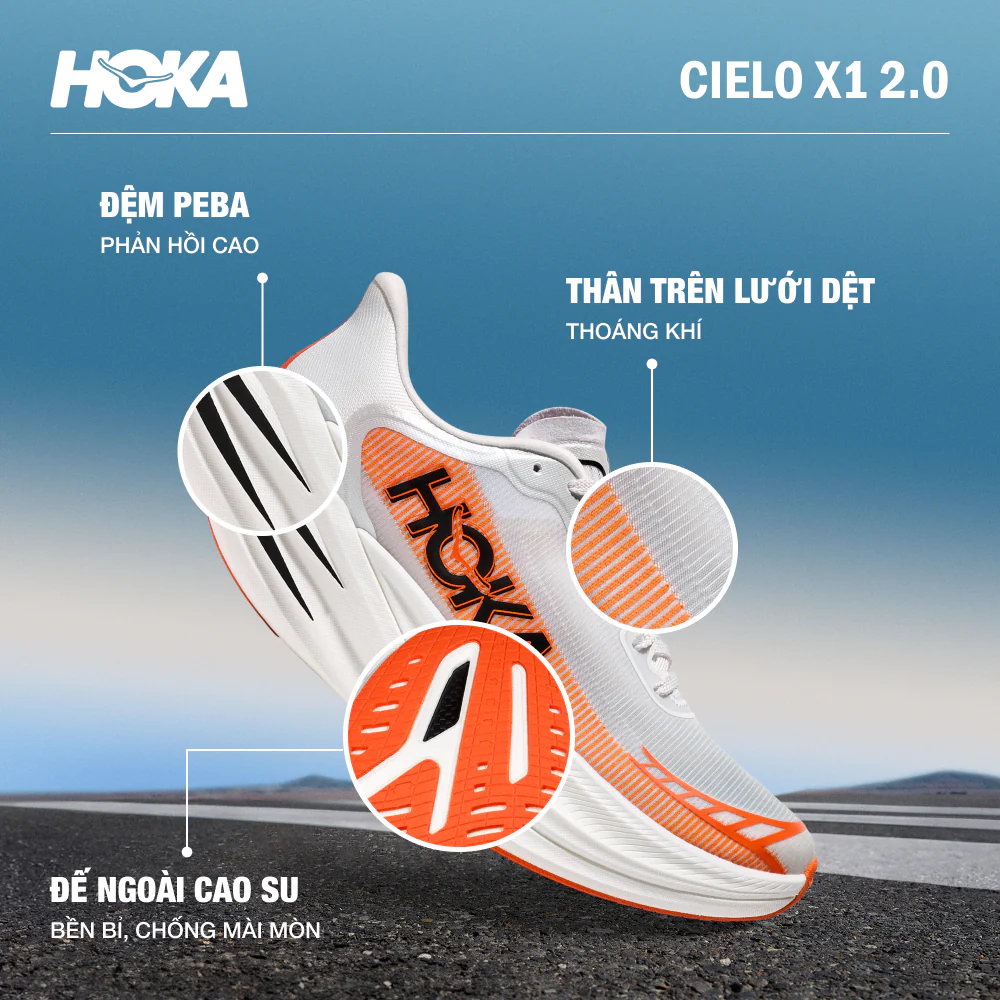 HOKA
CIELO X1 2.0
ĐỆM PEBA
PHẢN HỒI CAO
THÂN TRÊN LƯỚI DỆT
THOÁNG KHÍ
HOKA
ĐẾ NGOÀI CAO SU
BỀN BỈ, CHỐNG MÀI MÒN